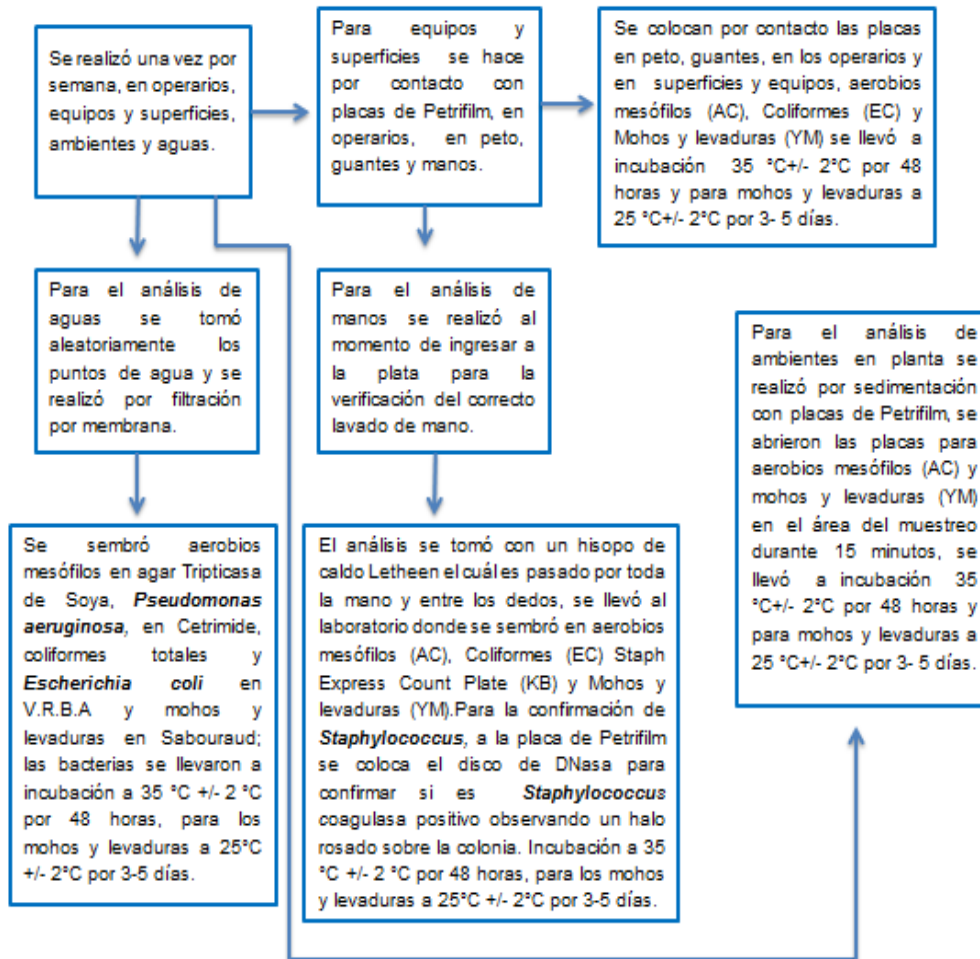 Se realizó una vez por
semana, en operarios,
equipos y superficies,
ambientes y aguas.
Para equipos y
superficies se hace
por contacto con
placas de Petrifilm, en
operarios, en peto,
guantes y manos.
Se colocan por contacto las placas
en peto, guantes, en los operarios y
en superficies y equipos, aerobios
mesófilos (AC), Coliformes (EC) y
Mohos y levaduras (YM) se llevó a
incubación 35 °C+/- 2°C por 48
horas y para mohos y levaduras a
25 °C+/- 2°C por 3- 5 días.
Para el análisis de
aguas se tomó
aleatoriamente los
puntos de agua y se
realizó por filtración
por membrana.
Para el análisis de
manos se realizó al
momento de ingresar a
la plata para la
verificación del correcto
lavado de mano.
Para el análisis de
ambientes en planta se
realizó por sedimentación
con placas de Petrifilm, se
abrieron las placas para
aerobios mesófilos (AC) y
mohos y levaduras (YM)
en el área del muestreo
durante 15 minutos, se
llevó a incubación 35
°C+/- 2°C por 48 horas y
para mohos y levaduras a
25 °C+/- 2°C por 3- 5 días.
Se sembró aerobios
mesófilos en agar Tripticasa
de Soya, Pseudomonas
aeruginosa, en Cetrimide,
coliformes totales y
Escherichia coli en
V.R.B.A y mohos y
levaduras en Sabouraud;
las bacterias se llevaron a
incubación a 35 °C +/- 2 °C
por 48 horas, para los
mohos y levaduras a 25°C
+/- 2°C por 3-5 días.
El análisis se tomó con un hisopo de
caldo Letheen el cuál es pasado por toda
la mano y entre los dedos, se llevó al
laboratorio donde se sembró en aerobios
mesófilos (AC), Coliformes (EC) Staph
Express Count Plate (KB) y Mohos y
levaduras (YM).Para la confirmación de
Staphylococcus, a la placa de Petrifilm
se coloca el disco de DNasa para
confirmar si es Staphylococcus
coagulasa positivo observando un halo
rosado sobre la colonia. Incubación a 35
°C +/- 2 °C por 48 horas, para los mohos
y levaduras a 25°C +/- 2°C por 3-5 días.